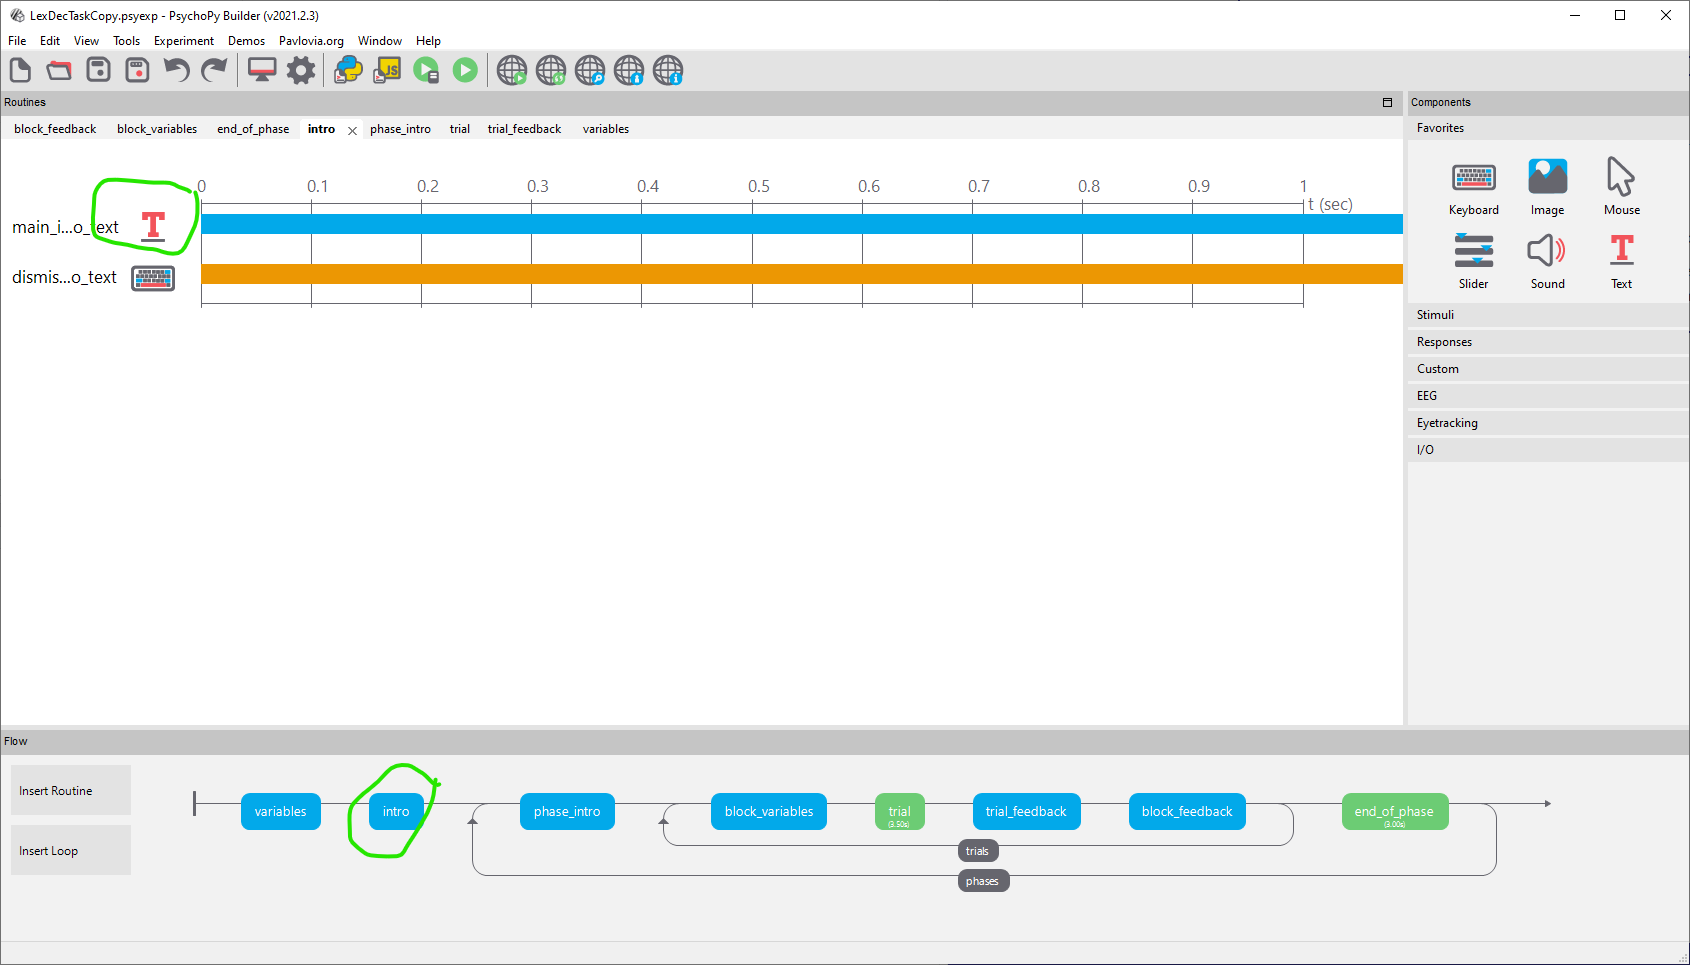 LexDecTaskCopy.psyexp - PsychoPy Builder (v2021.2.3)
File Edit View Tools Experiment Demos Pavlovia.org Window Help
JS
Routines
block_feedback block_variables end_of_phase intro phase_intro trial trial_feedback variables
0 0.1 0.2 0.3 0.4 0.5 0.6 0.7 0.8 0.9 1
t (sec)
main_i...o_text
dismis...o_text
Components
Favorites
Keyboard Image Mouse
Slider Sound Text
Stimuli
Responses
Custom
EEG
Eyetracking
I/O
Flow
Insert Routine
Insert Loop
variables intro phase_intro block_variables trial trial_feedback block_feedback end_of_phase
(3.50s) (3.00s)
trials
phases